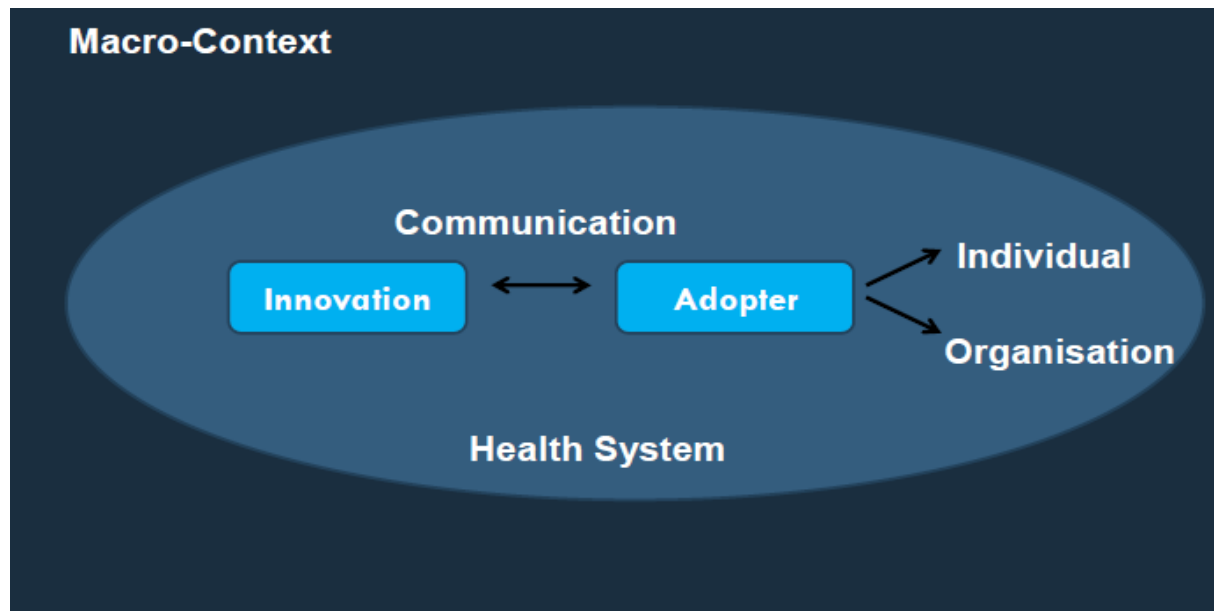 Macro-Context
Communication
Innovation
Adopter
Individual
Organisation
Health System